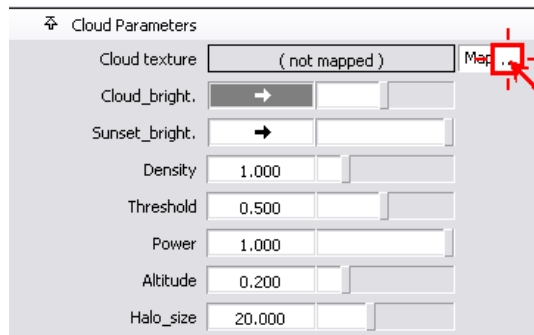 Cloud Parameters
Cloud texture ( not mapped ) Map ...
Cloud_bright.
Sunset_bright.
Density 1.000
Threshold 0.500
Power 1.000
Altitude 0.200
Halo_size 20.000